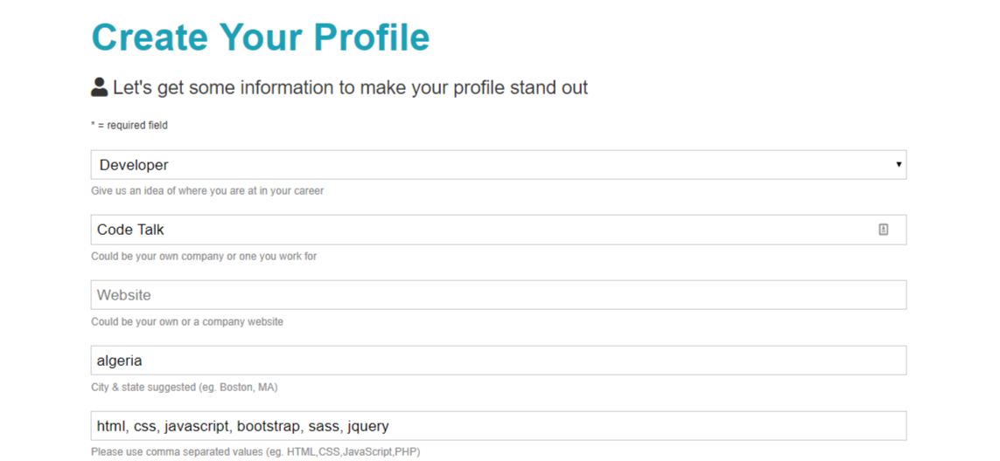 Create Your Profile
Let's get some information to make your profile stand out
* = required field
Developer
Give us an idea of where you are at in your career
Code Talk
Could be your own company or one you work for
Website
Could be your own or a company website
algeria
City & state suggested (eg. Boston, MA)
html, css, javascript, bootstrap, sass, jquery
Please use comma separated values (eg. HTML,CSS,JavaScript,PHP)